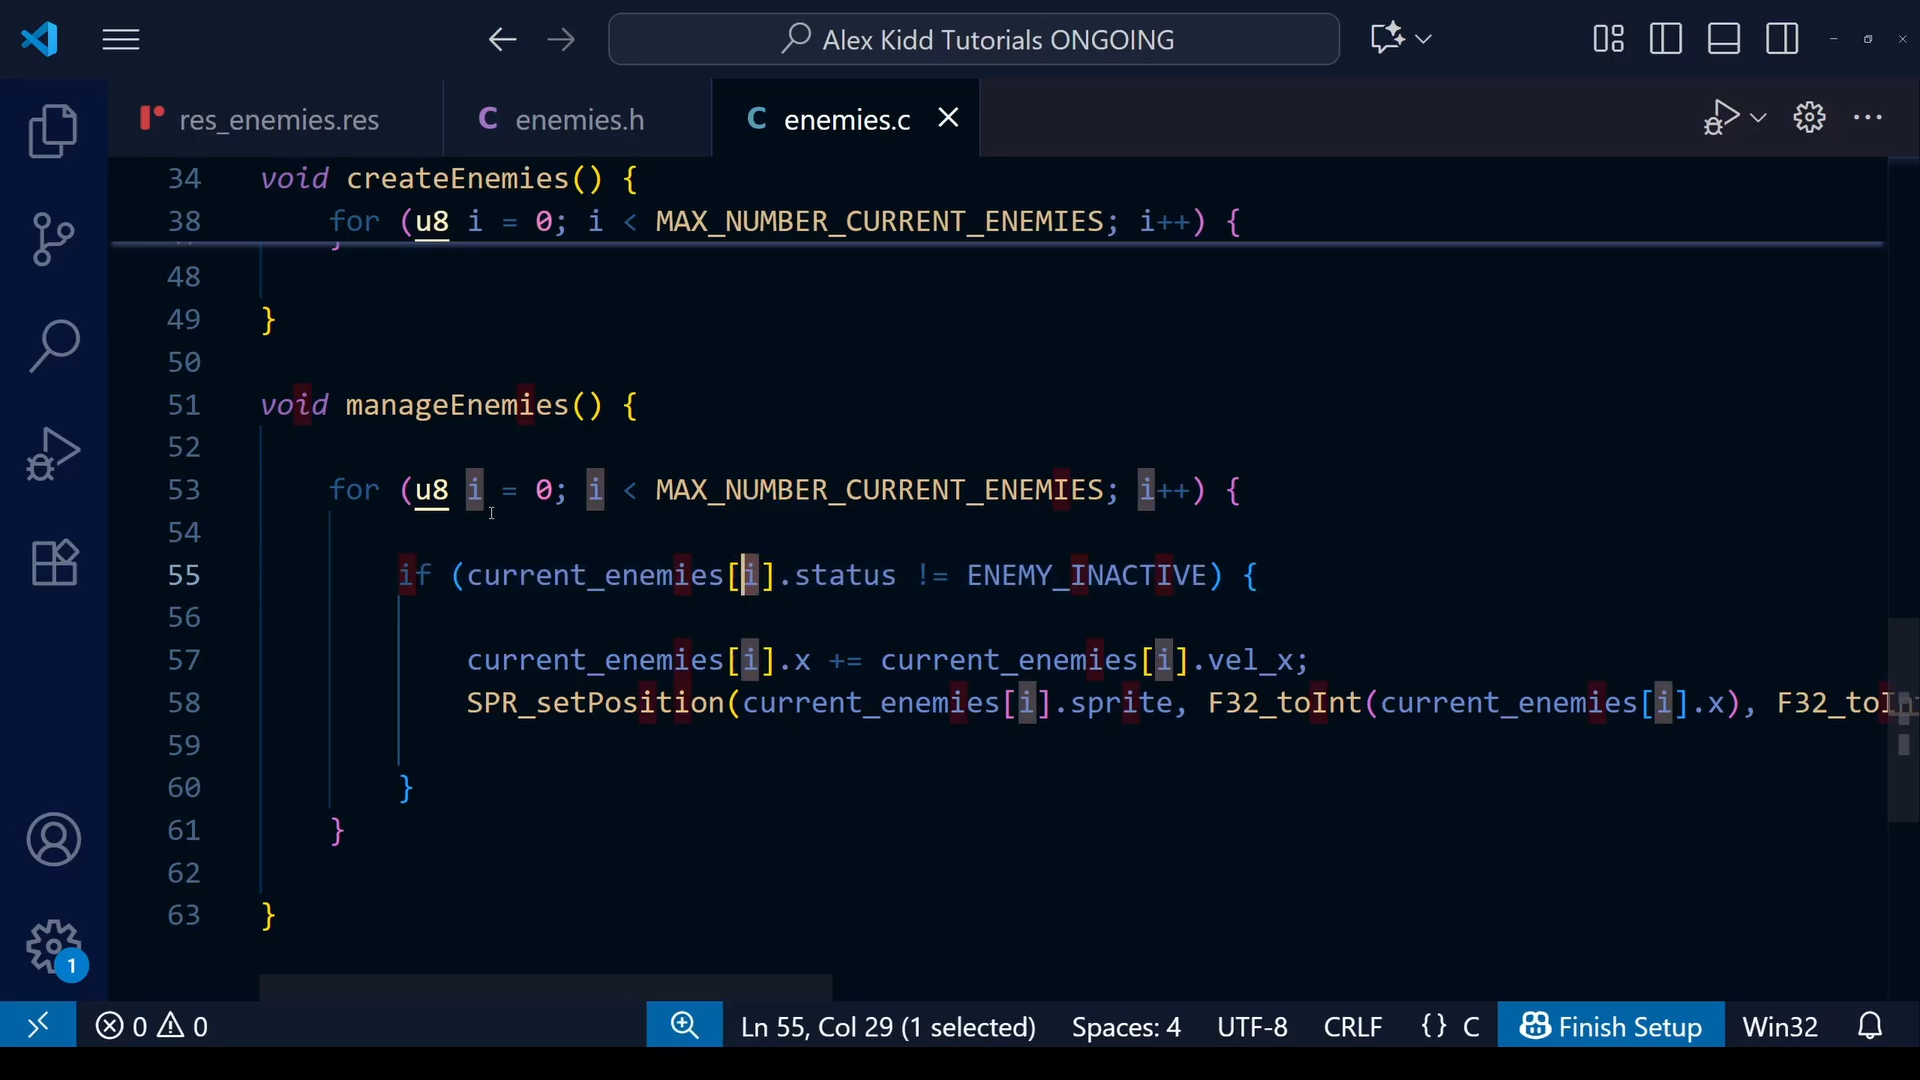 Alex Kidd Tutorials ONGOING
res_enemies.res
C enemies.h
C enemies.c
34 void createEnemies() {
38 for (u8 i = 0; i < MAX_NUMBER_CURRENT_ENEMIES; i++) {
48
49 }
50
51 void manageEnemies() {
52
53 for (u8 i = 0; i < MAX_NUMBER_CURRENT_ENEMIES; i++) {
54
55 if (current_enemies[i].status != ENEMY_INACTIVE) {
56
57 current_enemies[i].x += current_enemies[i].vel_x;
58 SPR_setPosition(current_enemies[i].sprite, F32_toInt(current_enemies[i].x), F32_toIn
59
60 }
61 }
62
63 }
1
0 0 Ln 55, Col 29 (1 selected) Spaces: 4 UTF-8 CRLF {} C Finish Setup Win32